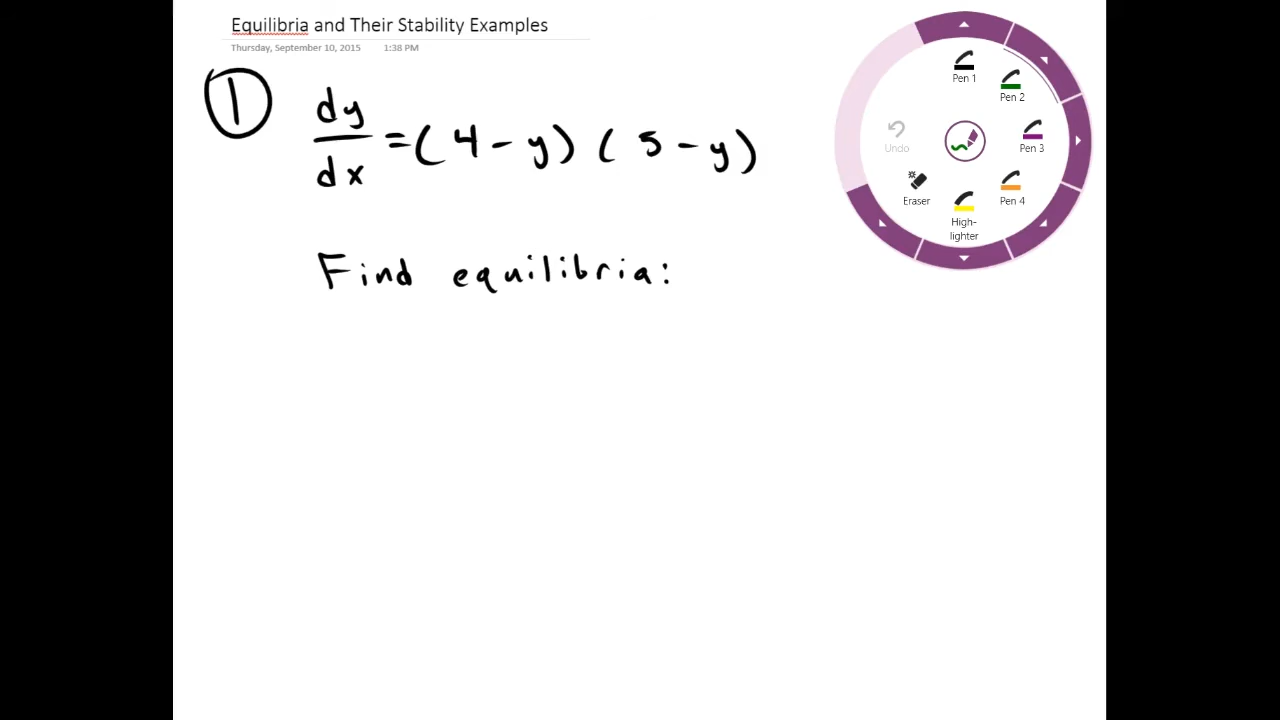 Equilibria and Their Stability Examples
Thursday, September 10, 2015 1:38 PM
① dy/dx = (4 - y) (5 - y)
Find equilibria:
Pen 1
Pen 2
Undo
Pen 3
Eraser
Pen 4
High-
lighter